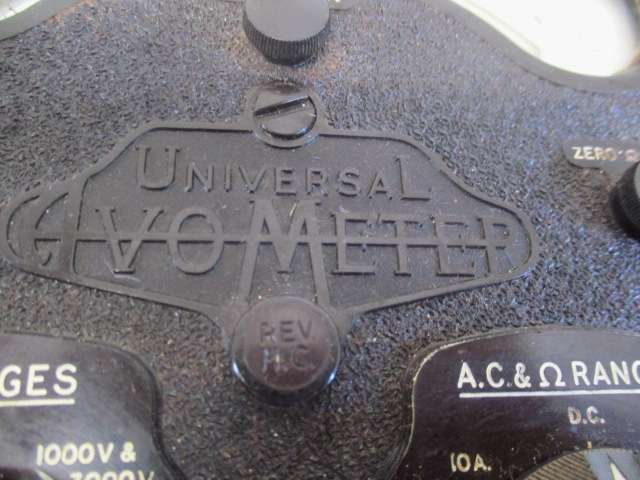 ZERO Ω
UNIVERSAL
AVOMETER
REV
M.C.
GES
1000V &
A.C.& Ω RANG
D.C.
10A.